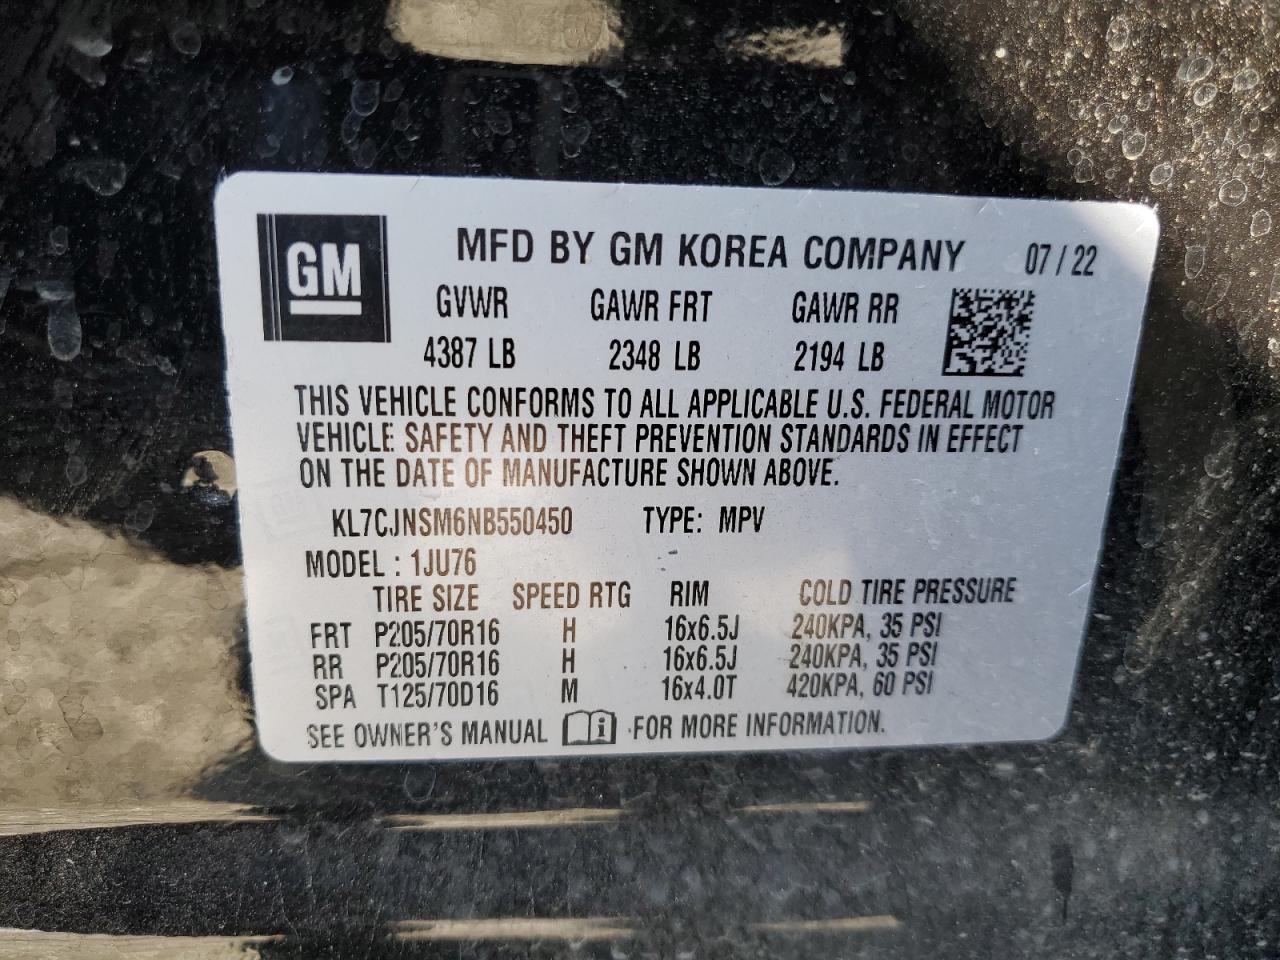 GM
MFD BY GM KOREA COMPANY 07/22
GVWR GAWR FRT GAWR RR
4387 LB 2348 LB 2194 LB
THIS VEHICLE CONFORMS TO ALL APPLICABLE U.S. FEDERAL MOTOR
VEHICLE SAFETY AND THEFT PREVENTION STANDARDS IN EFFECT
ON THE DATE OF MANUFACTURE SHOWN ABOVE.
KL7CJNSM6NB550450 TYPE: MPV
MODEL : 1JU76
TIRE SIZE SPEED RTG RIM COLD TIRE PRESSURE
FRT P205/70R16 H 16x6.5J 240KPA, 35 PSI
RR P205/70R16 H 16x6.5J 240KPA, 35 PSI
SPA T125/70D16 M 16x4.0T 420KPA, 60 PSI
SEE OWNER'S MANUAL i FOR MORE INFORMATION.